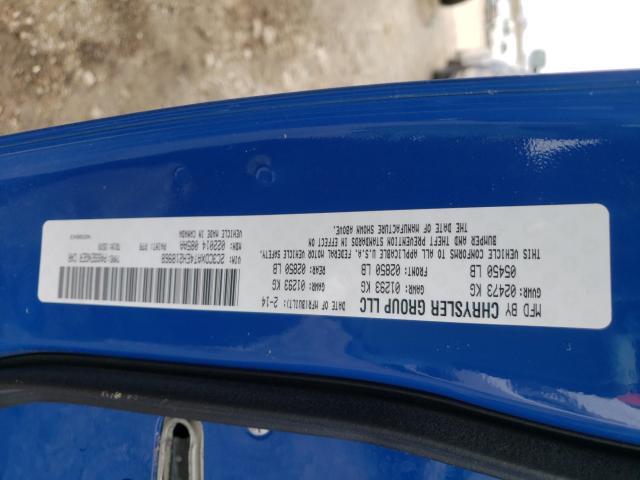 MFD BY CHRYSLER GROUP LLC
DATE OF MFR(BUILT): 2-14
GVWR: 02473 KG
GAWR: 01293 KG
GAWR: 01293 KG
05450 LB
FRONT: 02850 LB
REAR: 02850 LB
THIS VEHICLE CONFORMS TO ALL APPLICABLE U.S.A. FEDERAL MOTOR VEHICLE SAFETY,
BUMPER AND THEFT PREVENTION STANDARDS IN EFFECT
ON THE DATE OF MANUFACTURE SHOWN ABOVE.
TYPE: PASSENGER CAR
MDH: 022014 085AA
VEHICLE MADE IN CANADA